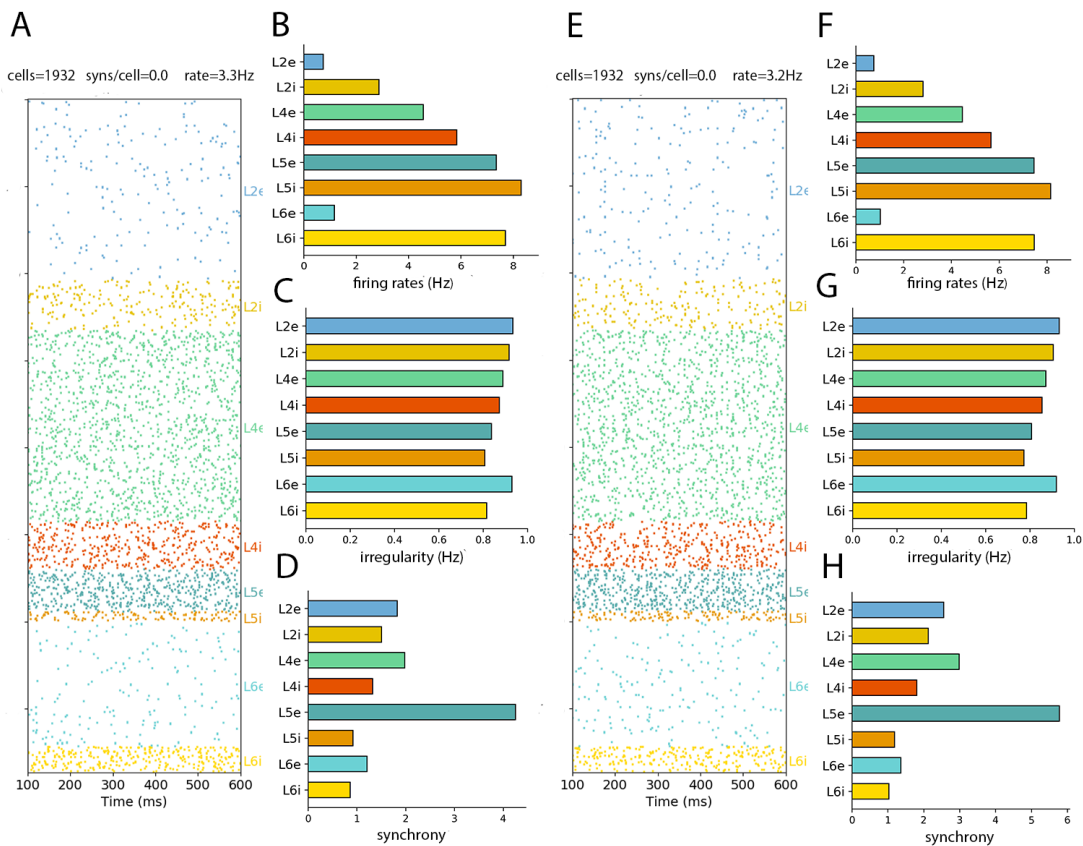 A
cells=1932 syns/cell=0.0 rate=3.3Hz
L2e
L2i
L4e
L4i
L5e
L5i
L6e
L6i
100 200 300 400 500 600
Time (ms)
B
L2e
L2i
L4e
L4i
L5e
L5i
L6e
L6i
0 2 4 6 8
firing rates (Hz)
C
L2e
L2i
L4e
L4i
L5e
L5i
L6e
L6i
0.0 0.2 0.4 0.6 0.8 1.0
irregularity (Hz)
D
L2e
L2i
L4e
L4i
L5e
L5i
L6e
L6i
0 1 2 3 4
synchrony
E
cells=1932 syns/cell=0.0 rate=3.2Hz
L2e
L2i
L4e
L4i
L5e
L5i
L6e
L6i
100 200 300 400 500 600
Time (ms)
F
L2e
L2i
L4e
L4i
L5e
L5i
L6e
L6i
0 2 4 6 8
firing rates (Hz)
G
L2e
L2i
L4e
L4i
L5e
L5i
L6e
L6i
0.0 0.2 0.4 0.6 0.8 1.0
irregularity (Hz)
H
L2e
L2i
L4e
L4i
L5e
L5i
L6e
L6i
0 1 2 3 4 5 6
synchrony